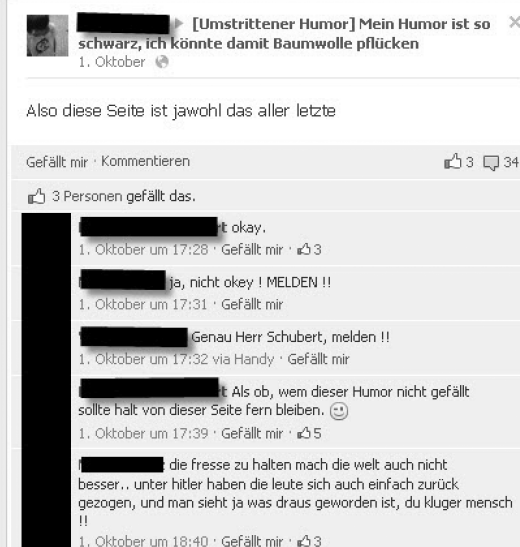 [Umstrittener Humor] Mein Humor ist so
schwarz, ich könnte damit Baumwolle pflücken
1. Oktober
Also diese Seite ist jawohl das aller letzte
Gefällt mir · Kommentieren 3 34
3 Personen gefällt das.
t okay.
1. Oktober um 17:28 · Gefällt mir · 3
ja, nicht okey ! MELDEN !!
1. Oktober um 17:31 · Gefällt mir
Genau Herr Schubert, melden !!
1. Oktober um 17:32 via Handy · Gefällt mir
t Als ob, wem dieser Humor nicht gefällt
sollte halt von dieser Seite fern bleiben.
1. Oktober um 17:39 · Gefällt mir · 5
die fresse zu halten mach die welt auch nicht
besser.. unter hitler haben die leute sich auch einfach zurück
gezogen, und man sieht ja was draus geworden ist, du kluger mensch
!!
1. Oktober um 18:40 · Gefällt mir · 3